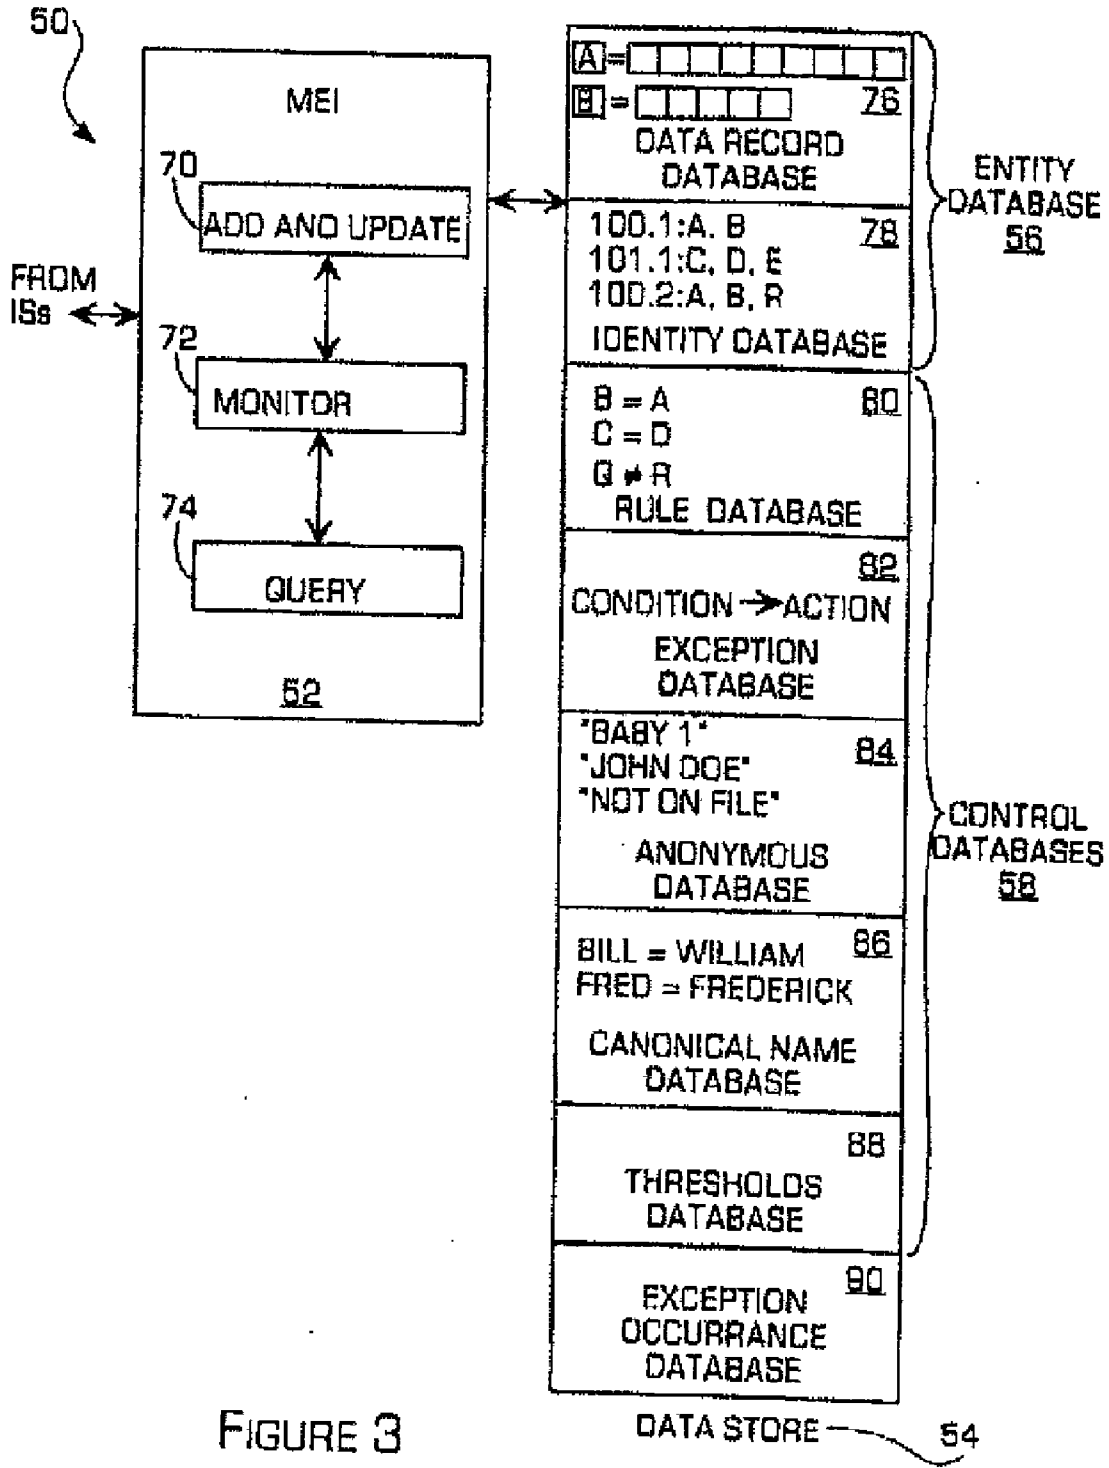 50
MEI
70
ADD AND UPDATE
FROM
ISs
72
MONITOR
74
QUERY
52
A =
B =
76
DATA RECORD
DATABASE
100.1:A, B
78
101.1:C, D, E
100.2:A, B, R
IDENTITY DATABASE
ENTITY
DATABASE
56
B = A
80
C = D
Q ≠ R
RULE DATABASE
82
CONDITION → ACTION
EXCEPTION
DATABASE
"BABY 1"
84
"JOHN DOE"
"NOT ON FILE"
ANONYMOUS
DATABASE
CONTROL
DATABASES
58
86
BILL = WILLIAM
FRED = FREDERICK
CANONICAL NAME
DATABASE
88
THRESHOLDS
DATABASE
90
EXCEPTION
OCCURRANCE
DATABASE
DATA STORE
54
FIGURE 3